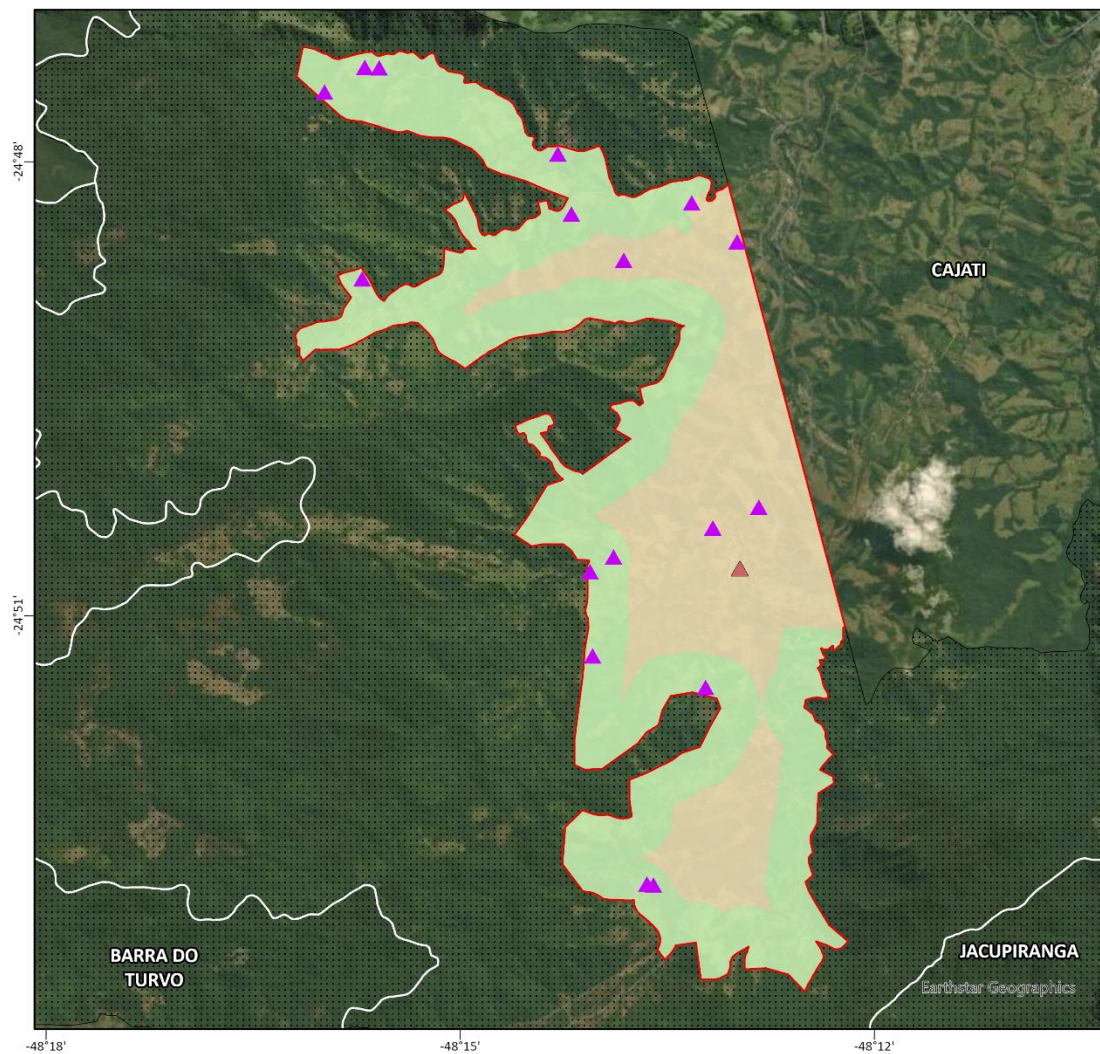 -24°48'
CAJATI
-24°51'
BARRA DO
TURVO
JACUPIRANGA
Earthstar Geographics
-48°18'
-48°15'
-48°12'